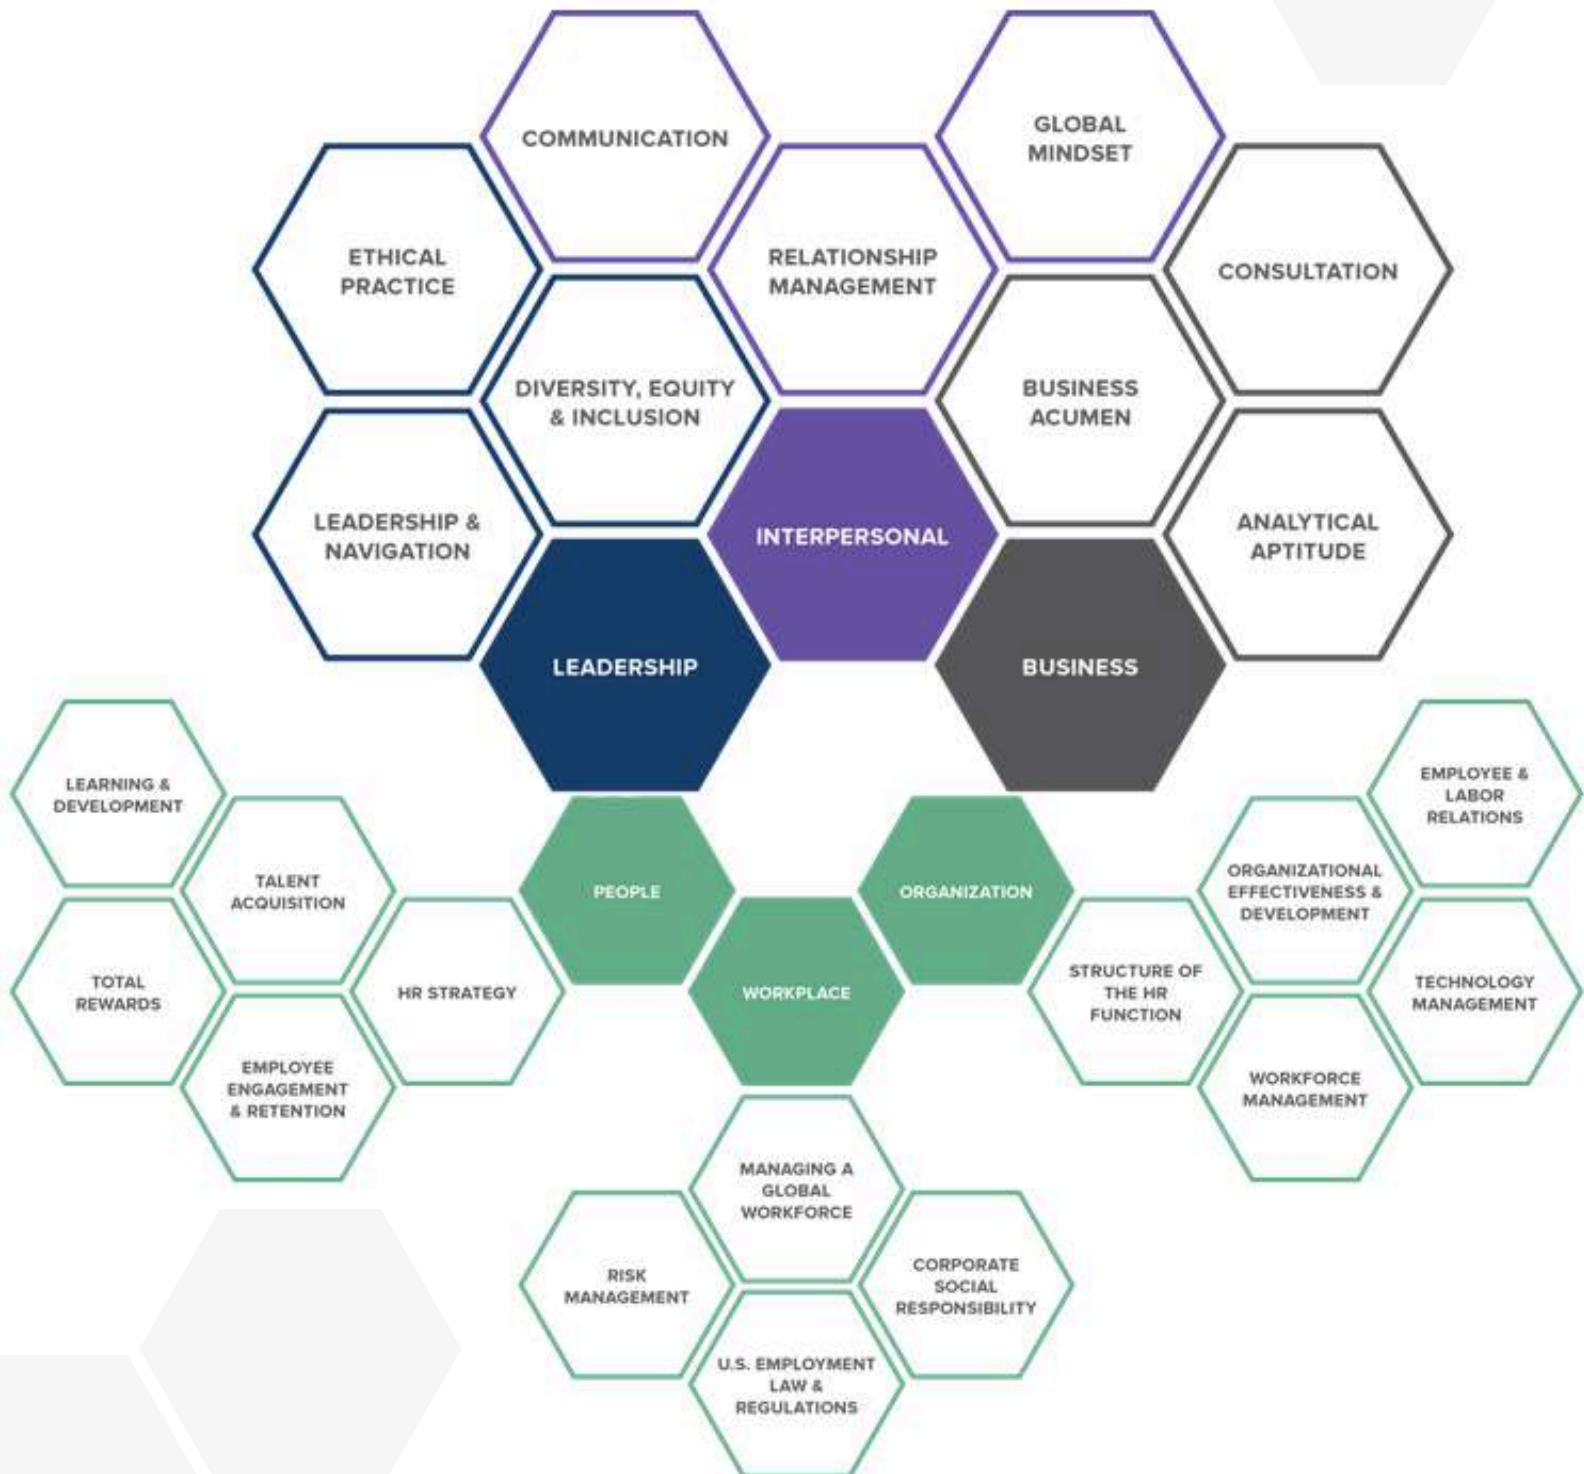 COMMUNICATION
GLOBAL
MINDSET
ETHICAL
PRACTICE
RELATIONSHIP
MANAGEMENT
CONSULTATION
DIVERSITY, EQUITY
& INCLUSION
BUSINESS
ACUMEN
LEADERSHIP &
NAVIGATION
INTERPERSONAL
ANALYTICAL
APTITUDE
LEADERSHIP
BUSINESS
LEARNING &
DEVELOPMENT
TALENT
ACQUISITION
TOTAL
REWARDS
HR STRATEGY
EMPLOYEE
ENGAGEMENT
& RETENTION
PEOPLE
WORKPLACE
ORGANIZATION
EMPLOYEE &
LABOR
RELATIONS
ORGANIZATIONAL
EFFECTIVENESS &
DEVELOPMENT
STRUCTURE OF
THE HR
FUNCTION
TECHNOLOGY
MANAGEMENT
WORKFORCE
MANAGEMENT
MANAGING A
GLOBAL
WORKFORCE
RISK
MANAGEMENT
CORPORATE
SOCIAL
RESPONSIBILITY
U.S. EMPLOYMENT
LAW &
REGULATIONS